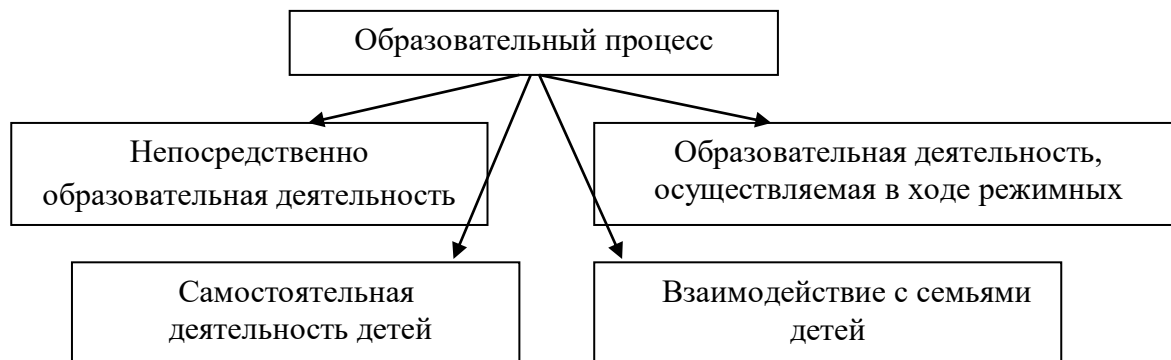 Образовательный процесс
Непосредственно
образовательная деятельность
Образовательная деятельность,
осуществляемая в ходе режимных
Самостоятельная
деятельность детей
Взаимодействие с семьями
детей